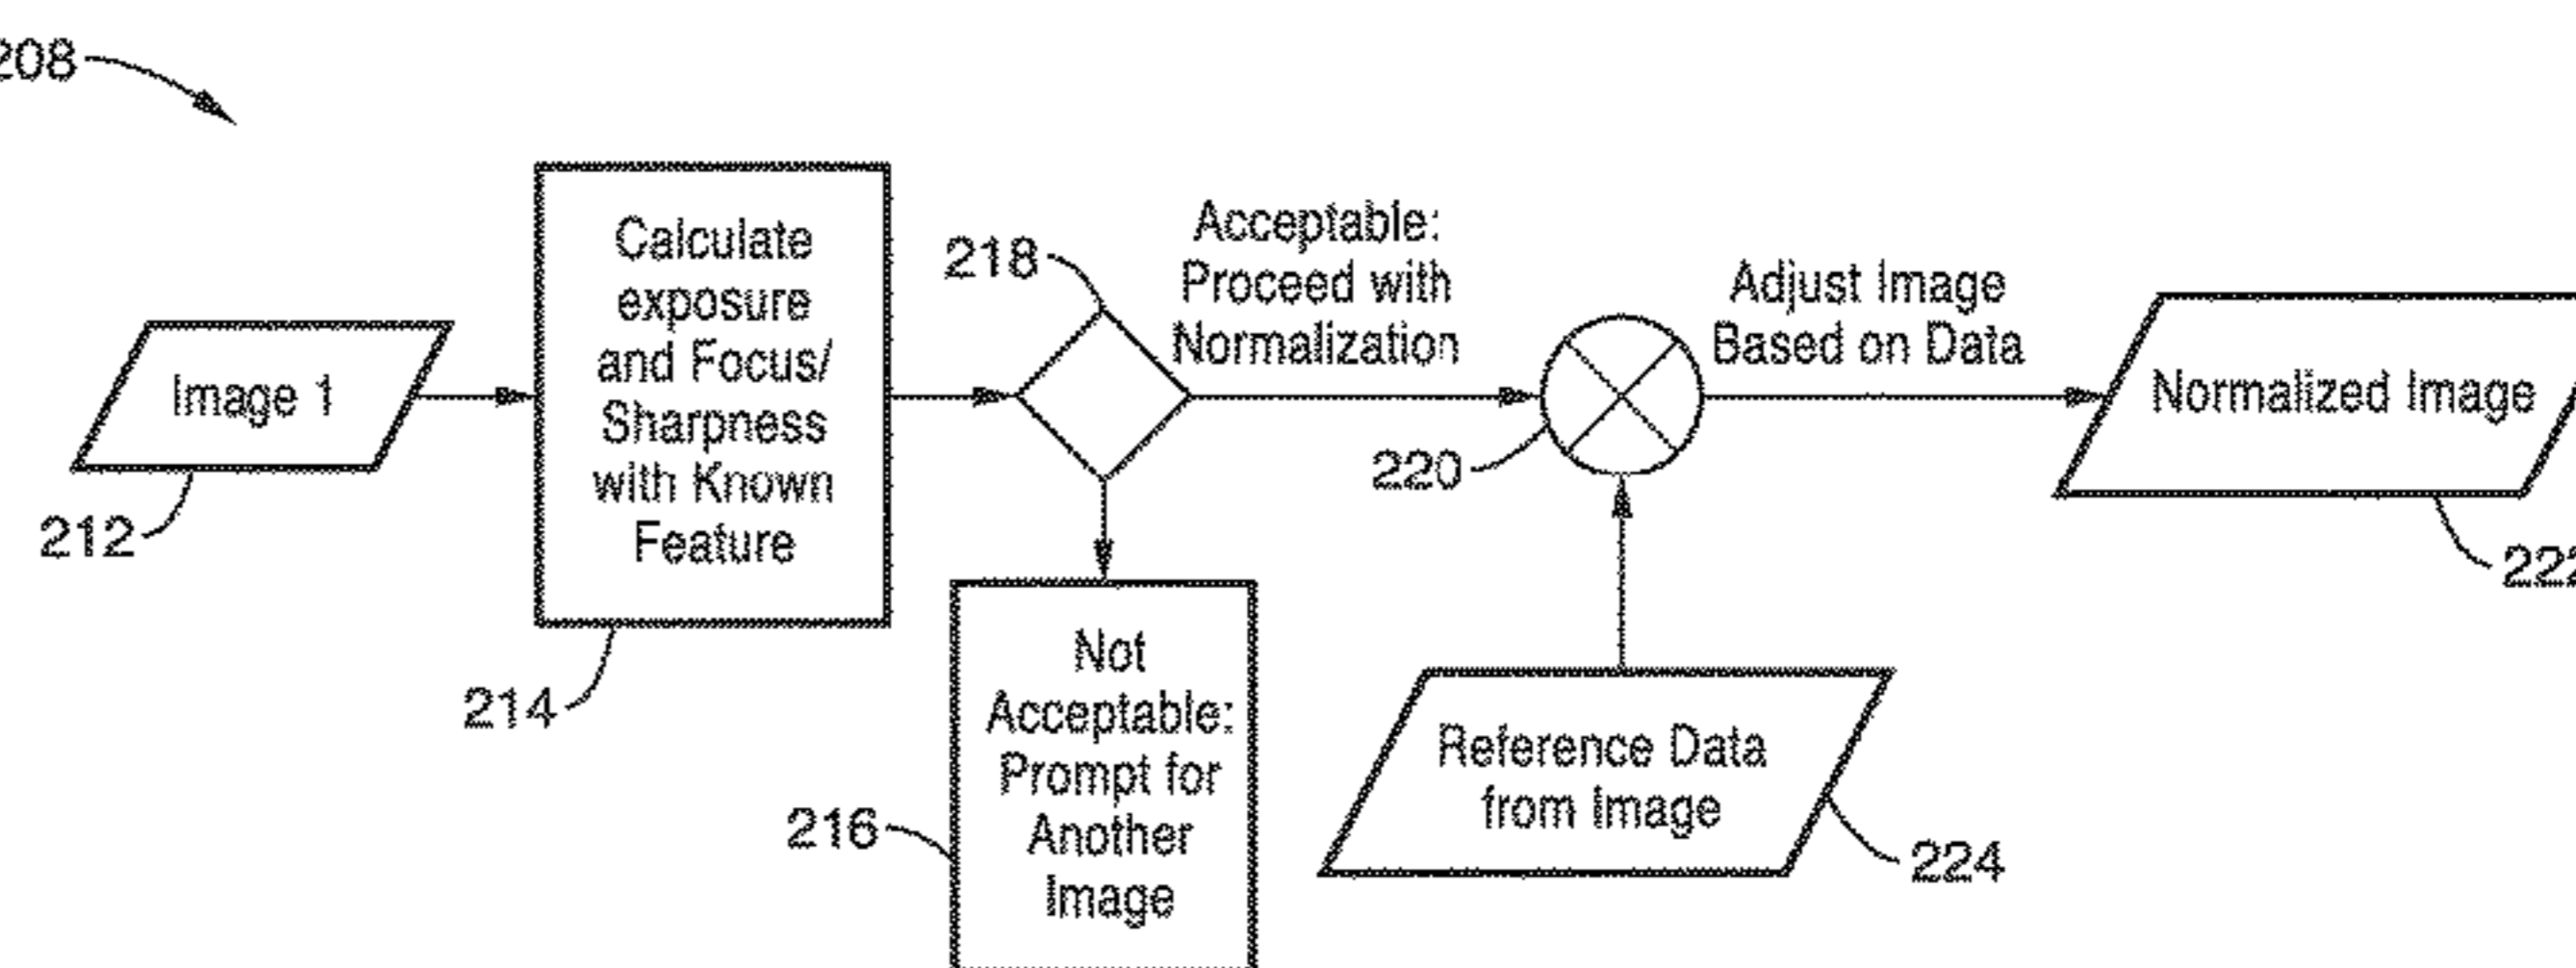 208
Image 1
212
Calculate
exposure
and Focus/
Sharpness
with Known
Feature
214
218
Acceptable:
Proceed with
Normalization
Not
Acceptable:
Prompt for
Another
Image
216
220
Adjust Image
Based on Data
Reference Data
from Image
224
Normalized Image
222